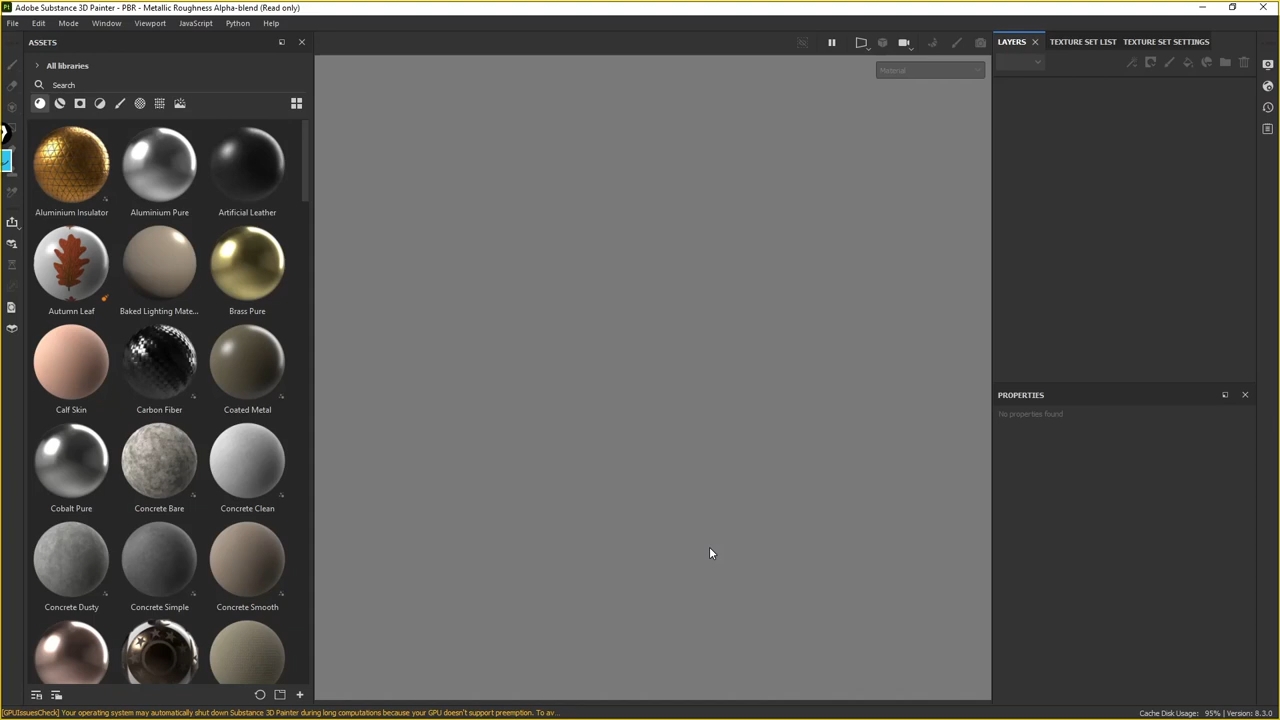 Adobe Substance 3D Painter - PBR - Metallic Roughness Alpha-blend (Read only)
File Edit Mode Window Viewport JavaScript Python Help
ASSETS
All libraries
Search
Aluminium Insulator Aluminium Pure Artificial Leather
Autumn Leaf Baked Lighting Mate... Brass Pure
Calf Skin Carbon Fiber Coated Metal
Cobalt Pure Concrete Bare Concrete Clean
Concrete Dusty Concrete Simple Concrete Smooth
Material
LAYERS TEXTURE SET LIST TEXTURE SET SETTINGS
PROPERTIES
No properties found
[GPUIssuesCheck] Your operating system may automatically shut down Substance 3D Painter during long computations because your GPU doesn't support preemption. To av ...
Cache Disk Usage: 95% | Version: 8.3.0